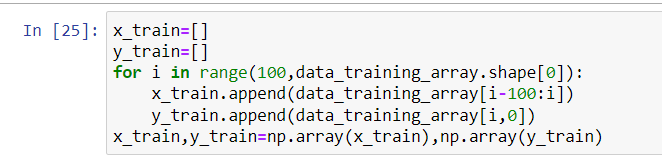 In [25]: x_train=[]
y_train=[]
for i in range(100,data_training_array.shape[0]):
    x_train.append(data_training_array[i-100:i])
    y_train.append(data_training_array[i,0])
x_train,y_train=np.array(x_train),np.array(y_train)